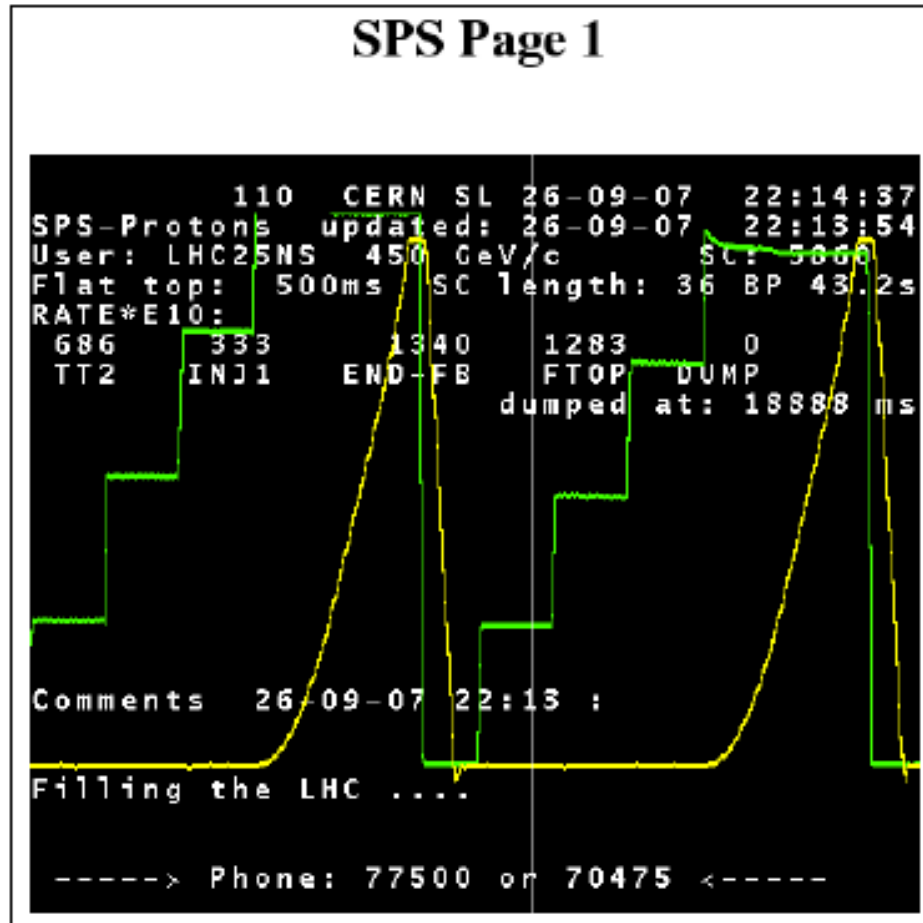 SPS Page 1
110 CERN SL 26-09-07 22:14:37
SPS-Protons updated: 26-09-07 22:13:54
User: LHC25NS 450 GeV/c SC: 5860
Flat top: 500ms SC length: 36 BP 43.2s
RATE*E10:
686 333 1340 1283 0
TT2 INJ1 END-FB FTOP DUMP
dumped at: 18888 ms
Comments 26-09-07 22:13 :
Filling the LHC ....
-----> Phone: 77500 or 70475 <-----